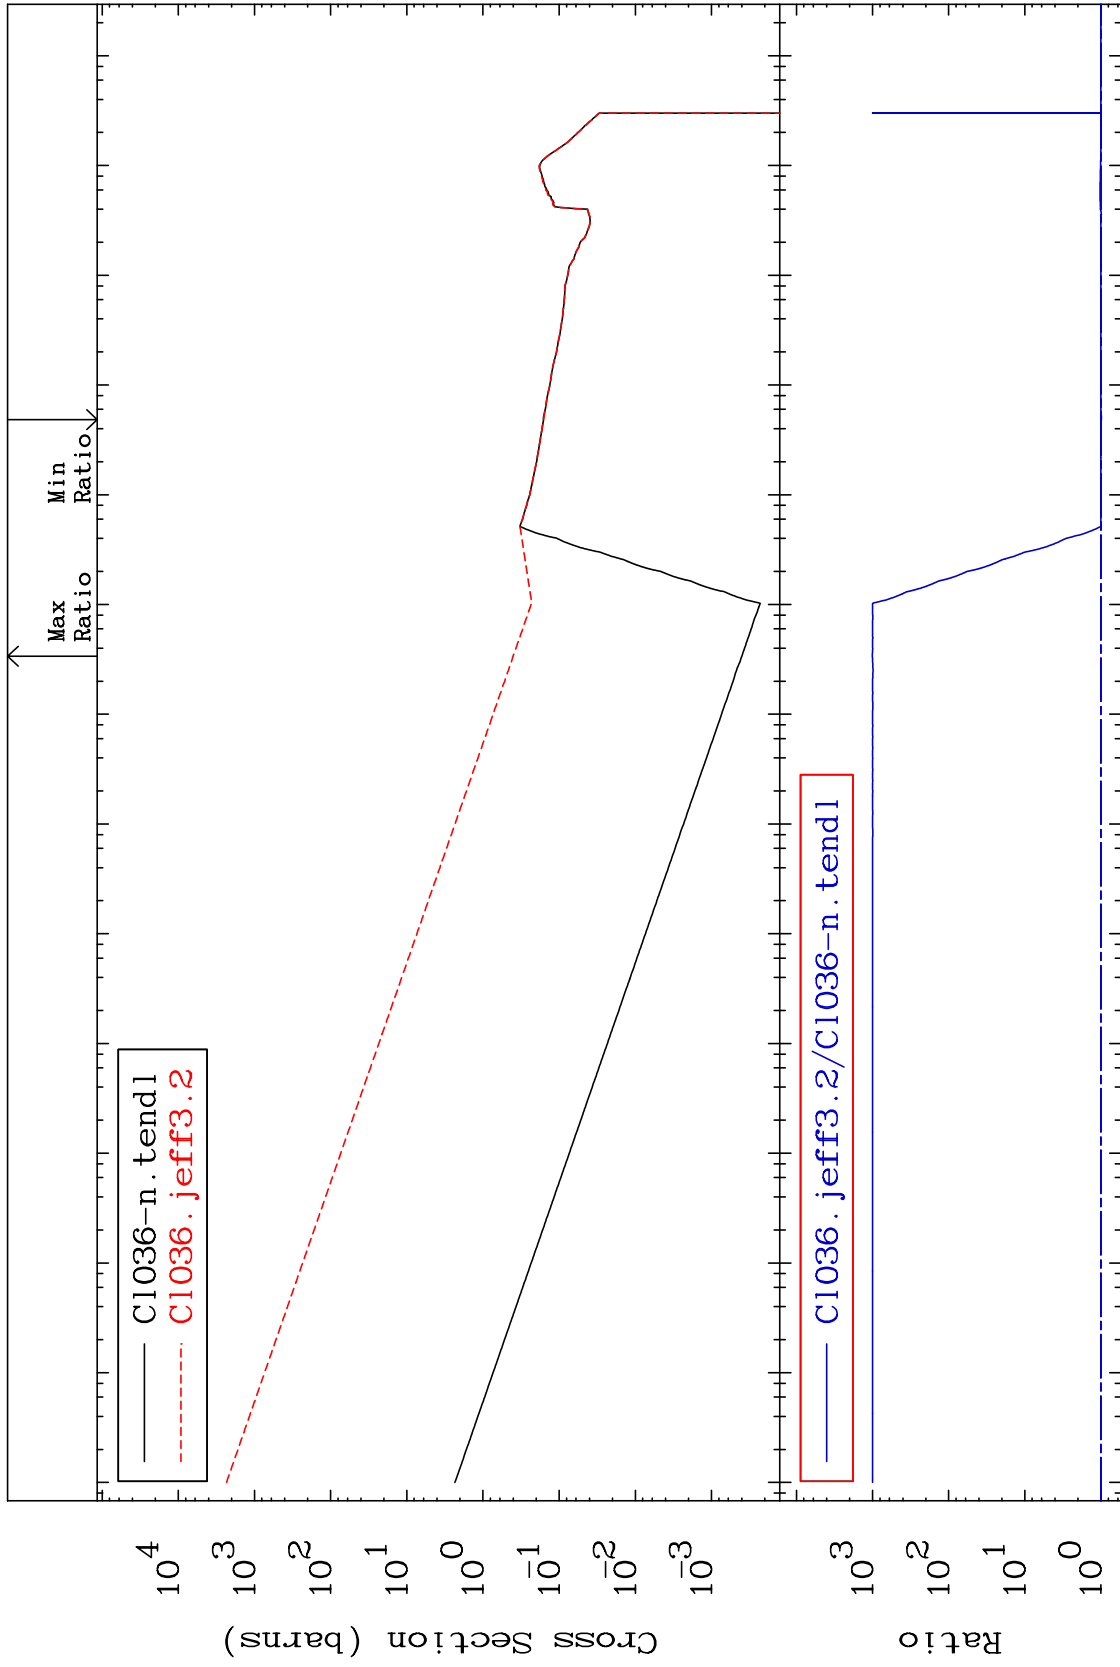 Max
Ratio
Min
Ratio
Cl036-n.tendl
Cl036.jeff3.2
10^4
10^3
10^2
10^1
10^0
10^-1
10^-2
10^-3
Cross Section (barns)
Cl036.jeff3.2/Cl036-n.tendl
10^3
10^2
10^1
10^0
Ratio